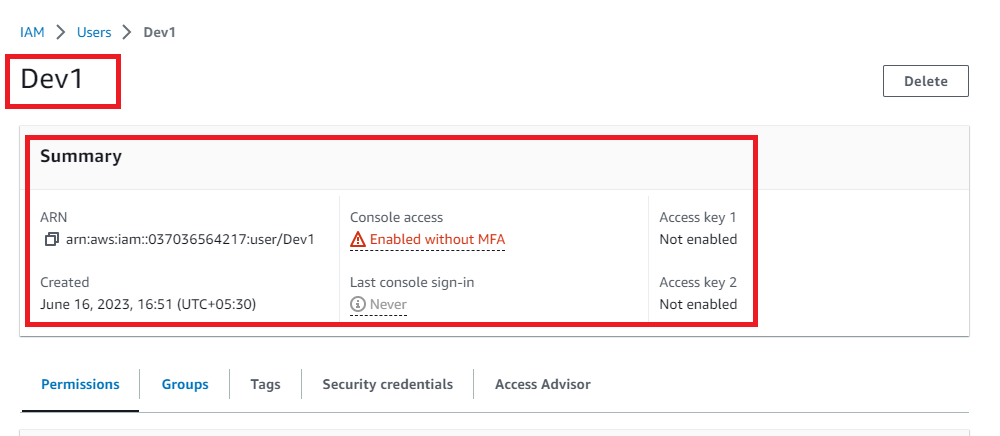 IAM > Users > Dev1
Dev1
Delete
Summary
ARN
arn:aws:iam::037036564217:user/Dev1
Created
June 16, 2023, 16:51 (UTC+05:30)
Console access
Enabled without MFA
Last console sign-in
Never
Access key 1
Not enabled
Access key 2
Not enabled
Permissions Groups Tags Security credentials Access Advisor